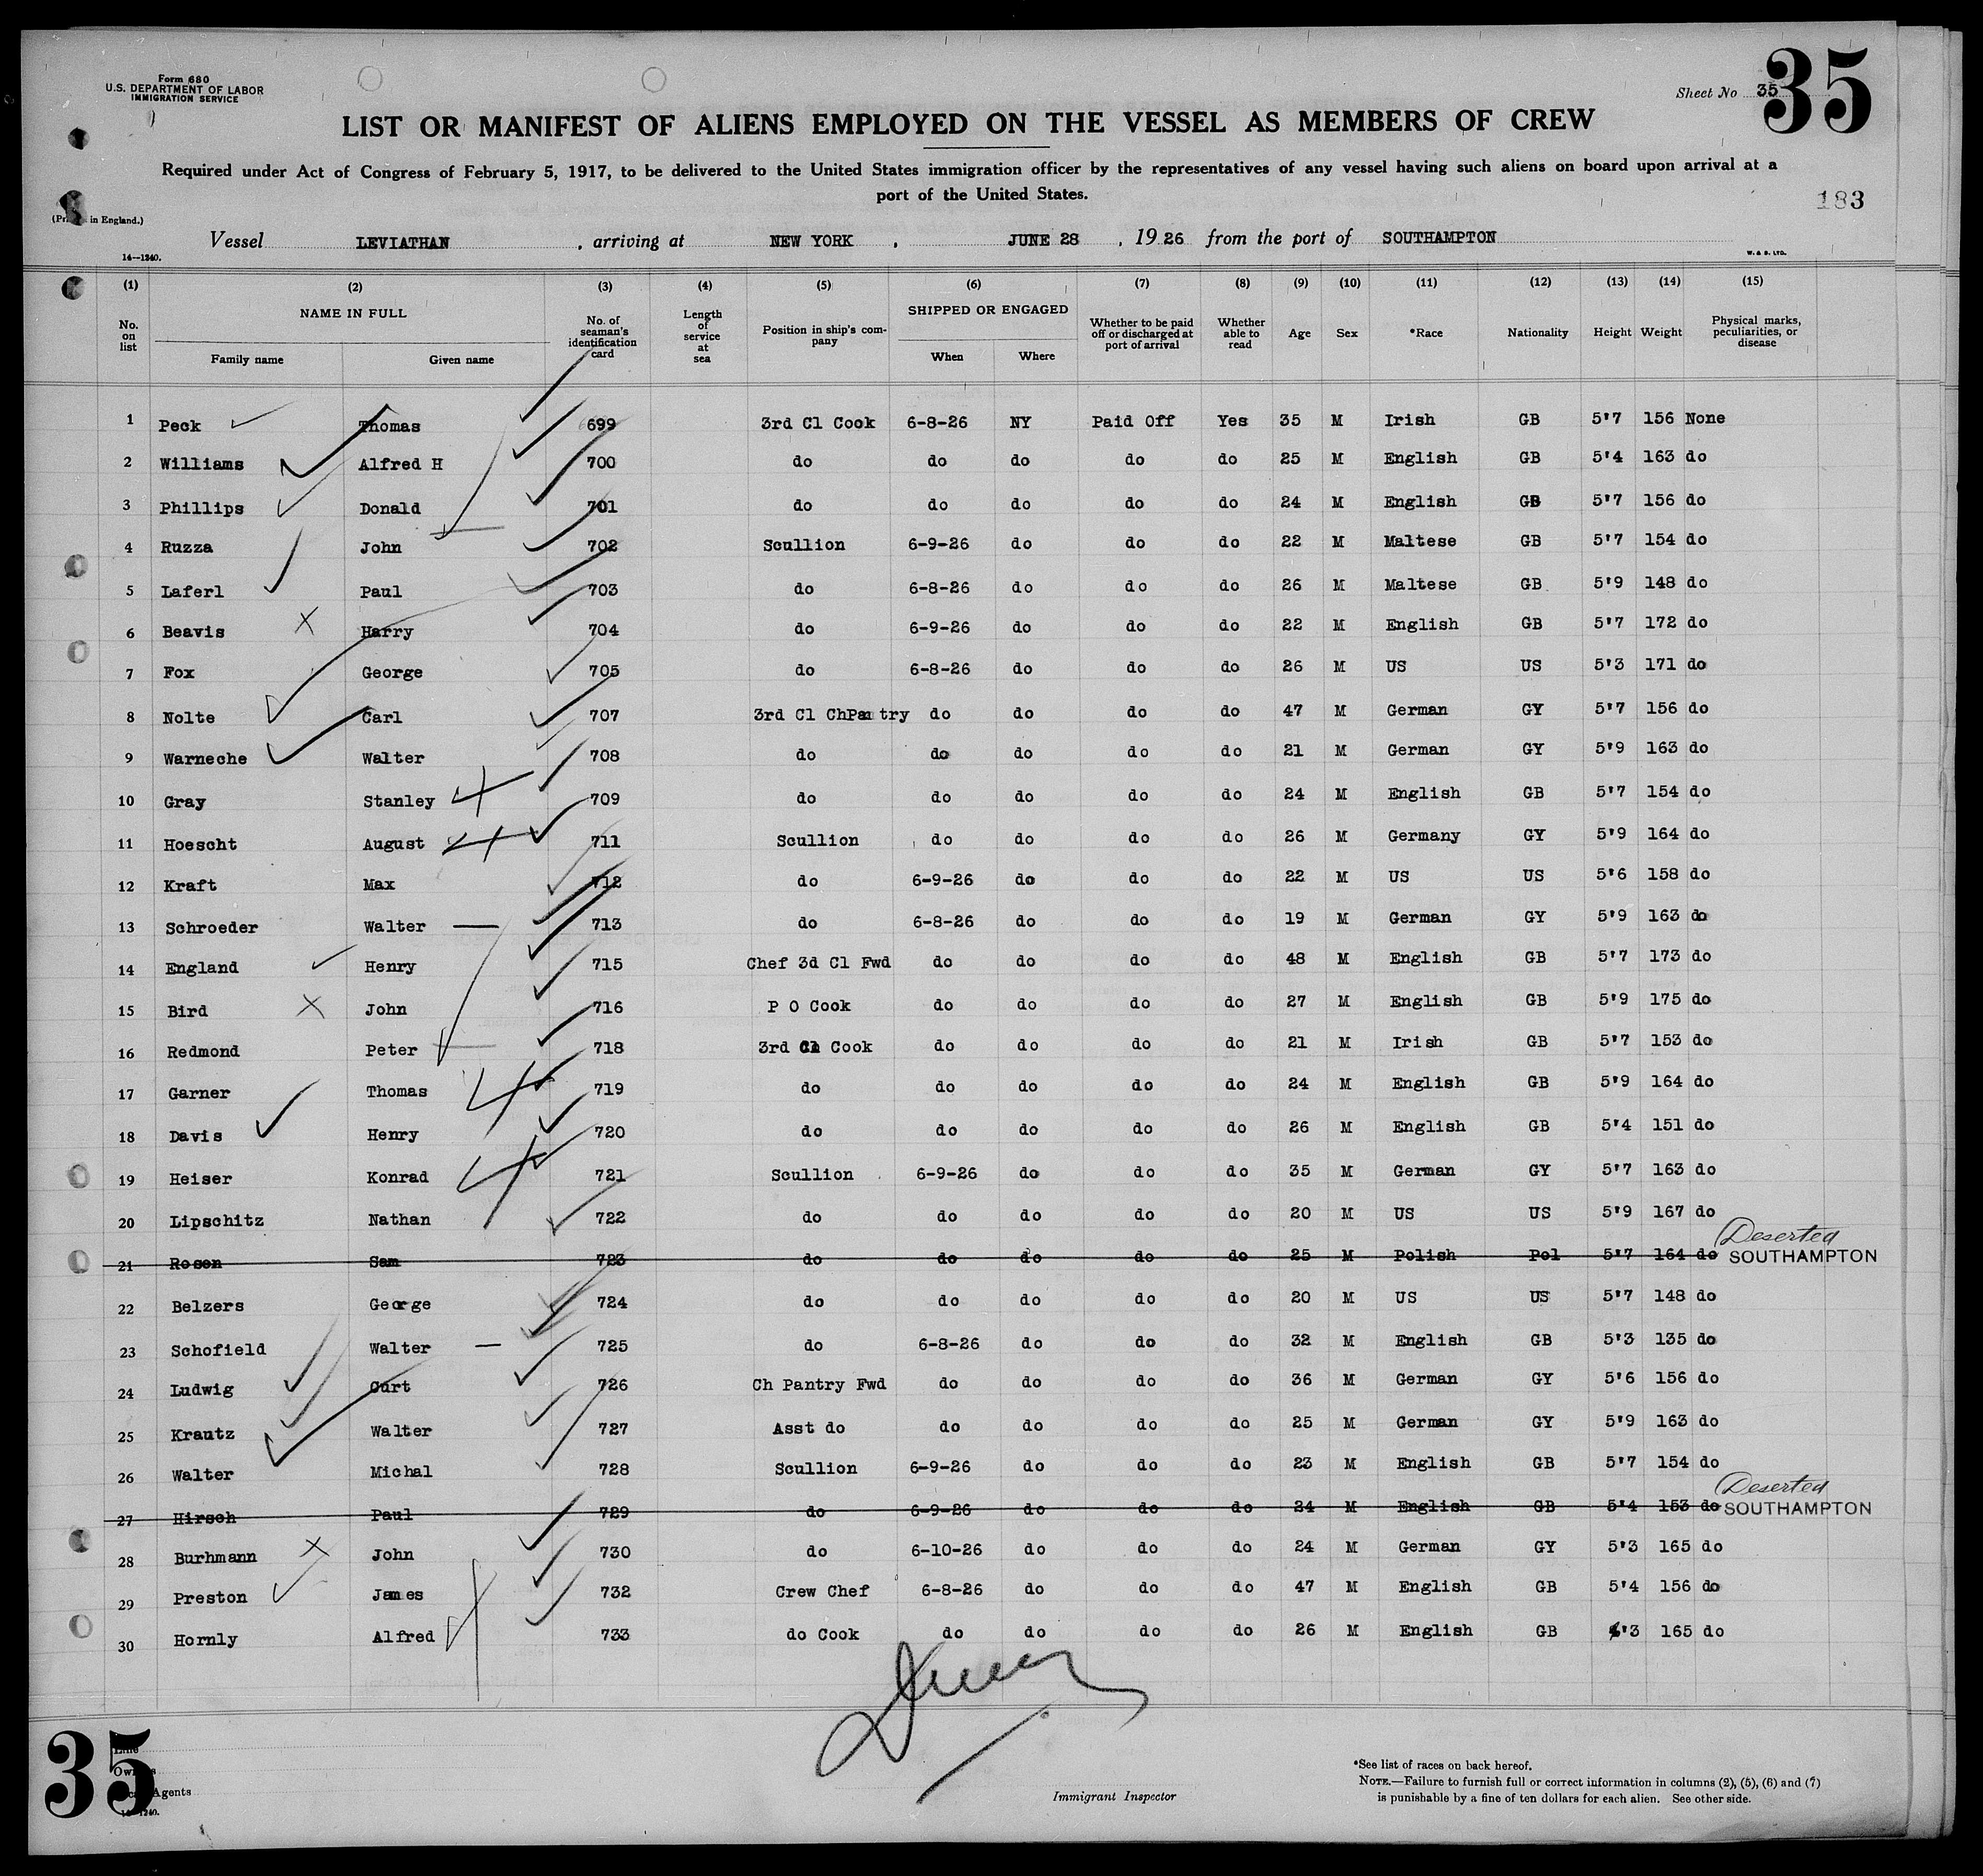 Form 680
U.S. DEPARTMENT OF LABOR
IMMIGRATION SERVICE
Sheet No 35
35
LIST OR MANIFEST OF ALIENS EMPLOYED ON THE VESSEL AS MEMBERS OF CREW
Required under Act of Congress of February 5, 1917, to be delivered to the United States immigration officer by the representatives of any vessel having such aliens on board upon arrival at a
port of the United States.
183
in England.)
Vessel LEVIATHAN, arriving at NEW YORK, JUNE 28, 1926 from the port of SOUTHAMPTON
14—1240.
W. & S. LTD.
(1) (2) (3) (4) (5) (6) (7) (8) (9) (10) (11) (12) (13) (14) (15)
No. on list NAME IN FULL Family name Given name No. of seaman's identification card Length of service at sea Position in ship's company SHIPPED OR ENGAGED When Where Whether to be paid off or discharged at port of arrival Whether able to read Age Sex *Race Nationality Height Weight Physical marks, peculiarities, or disease
1 Peck Thomas 699 3rd Cl Cook 6-8-26 NY Paid Off Yes 35 M Irish GB 5'7 156 None
2 Williams Alfred H 700 do do do do do 25 M English GB 5'4 163 do
3 Phillips Donald 701 do do do do do 24 M English GB 5'7 156 do
4 Ruzza John 702 Scullion 6-9-26 do do do 22 M Maltese GB 5'7 154 do
5 Laferl Paul 703 do 6-8-26 do do do 26 M Maltese GB 5'9 148 do
6 Beavis Harry 704 do 6-9-26 do do do 22 M English GB 5'7 172 do
7 Fox George 705 do 6-8-26 do do do 26 M US US 5'3 171 do
8 Nolte Carl 707 3rd Cl ChPantry do do do do 47 M German GY 5'7 156 do
9 Warneche Walter 708 do do do do do 21 M German GY 5'9 163 do
10 Gray Stanley 709 do do do do do 24 M English GB 5'7 154 do
11 Hoescht August 711 Scullion do do do do 26 M Germany GY 5'9 164 do
12 Kraft Max 712 do 6-9-26 do do do 22 M US US 5'6 158 do
13 Schroeder Walter 713 do 6-8-26 do do do 19 M German GY 5'9 163 do
14 England Henry 715 Chef 3d Cl Fwd do do do do 48 M English GB 5'7 173 do
15 Bird John 716 P O Cook do do do do 27 M English GB 5'9 175 do
16 Redmond Peter 718 3rd Cl Cook do do do do 21 M Irish GB 5'7 153 do
17 Garner Thomas 719 do do do do do 24 M English GB 5'9 164 do
18 Davis Henry 720 do do do do do 26 M English GB 5'4 151 do
19 Heiser Konrad 721 Scullion 6-9-26 do do do 35 M German GY 5'7 163 do
20 Lipschitz Nathan 722 do do do do do 20 M US US 5'9 167 do
21 Rosen Sam 723 do do do do do 25 M Polish Pol 5'7 164 do Deserted SOUTHAMPTON
22 Belzers George 724 do do do do do 20 M US US 5'7 148 do
23 Schofield Walter 725 do 6-8-26 do do do 32 M English GB 5'3 135 do
24 Ludwig Curt 726 Ch Pantry Fwd do do do do 36 M German GY 5'6 156 do
25 Krautz Walter 727 Asst do do do do do 25 M German GY 5'9 163 do
26 Walter Michal 728 Scullion 6-9-26 do do do 23 M English GB 5'7 154 do
27 Hirsch Paul 729 do 6-9-26 do do do 24 M English GB 5'4 153 do Deserted SOUTHAMPTON
28 Burhmann John 730 do 6-10-26 do do do 24 M German GY 5'3 165 do
29 Preston James 732 Crew Chef 6-8-26 do do do 47 M English GB 5'4 156 do
30 Hornly Alfred 733 do Cook do do do do 26 M English GB '3 165 do
35
Agents
Immigrant Inspector
*See list of races on back hereof.
NOTE.—Failure to furnish full or correct information in columns (2), (5), (6) and (7)
is punishable by a fine of ten dollars for each alien. See other side.